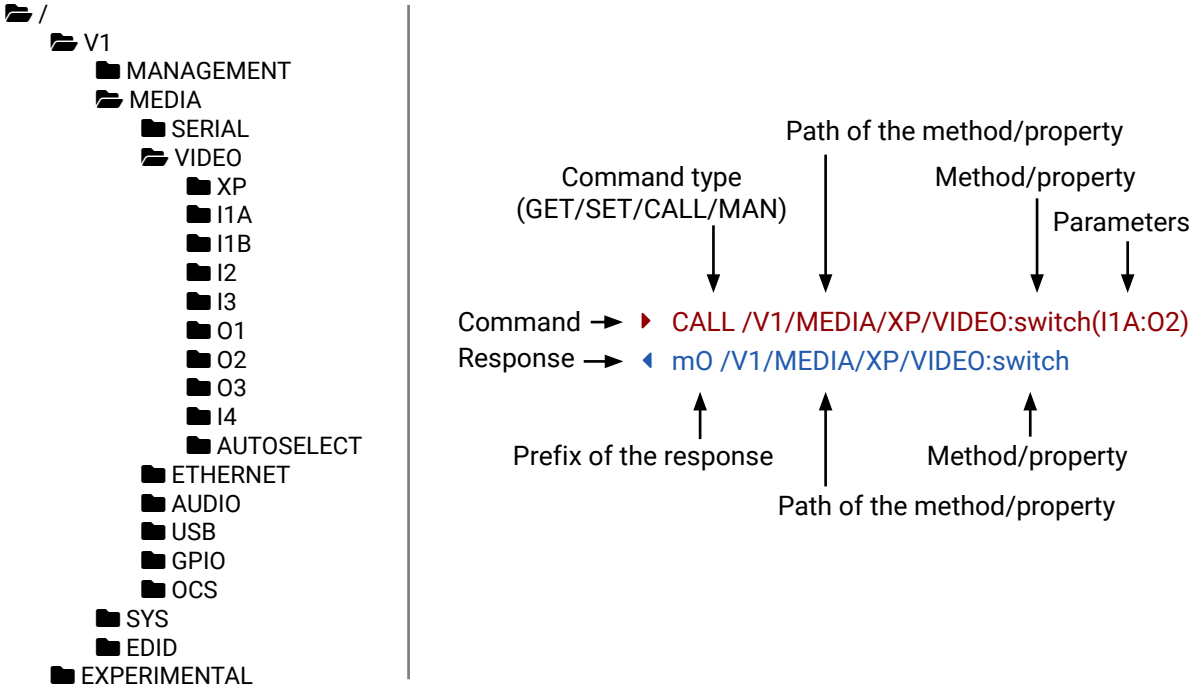 /
V1
MANAGEMENT
MEDIA
SERIAL
VIDEO
XP
I1A
I1B
I2
I3
O1
O2
O3
I4
AUTOSELECT
ETHERNET
AUDIO
USB
GPIO
OCS
SYS
EDID
EXPERIMENTAL
Path of the method/property
Command type
(GET/SET/CALL/MAN)
Method/property
Parameters
Command
CALL /V1/MEDIA/XP/VIDEO:switch(I1A:O2)
Response
mO /V1/MEDIA/XP/VIDEO:switch
Prefix of the response
Method/property
Path of the method/property